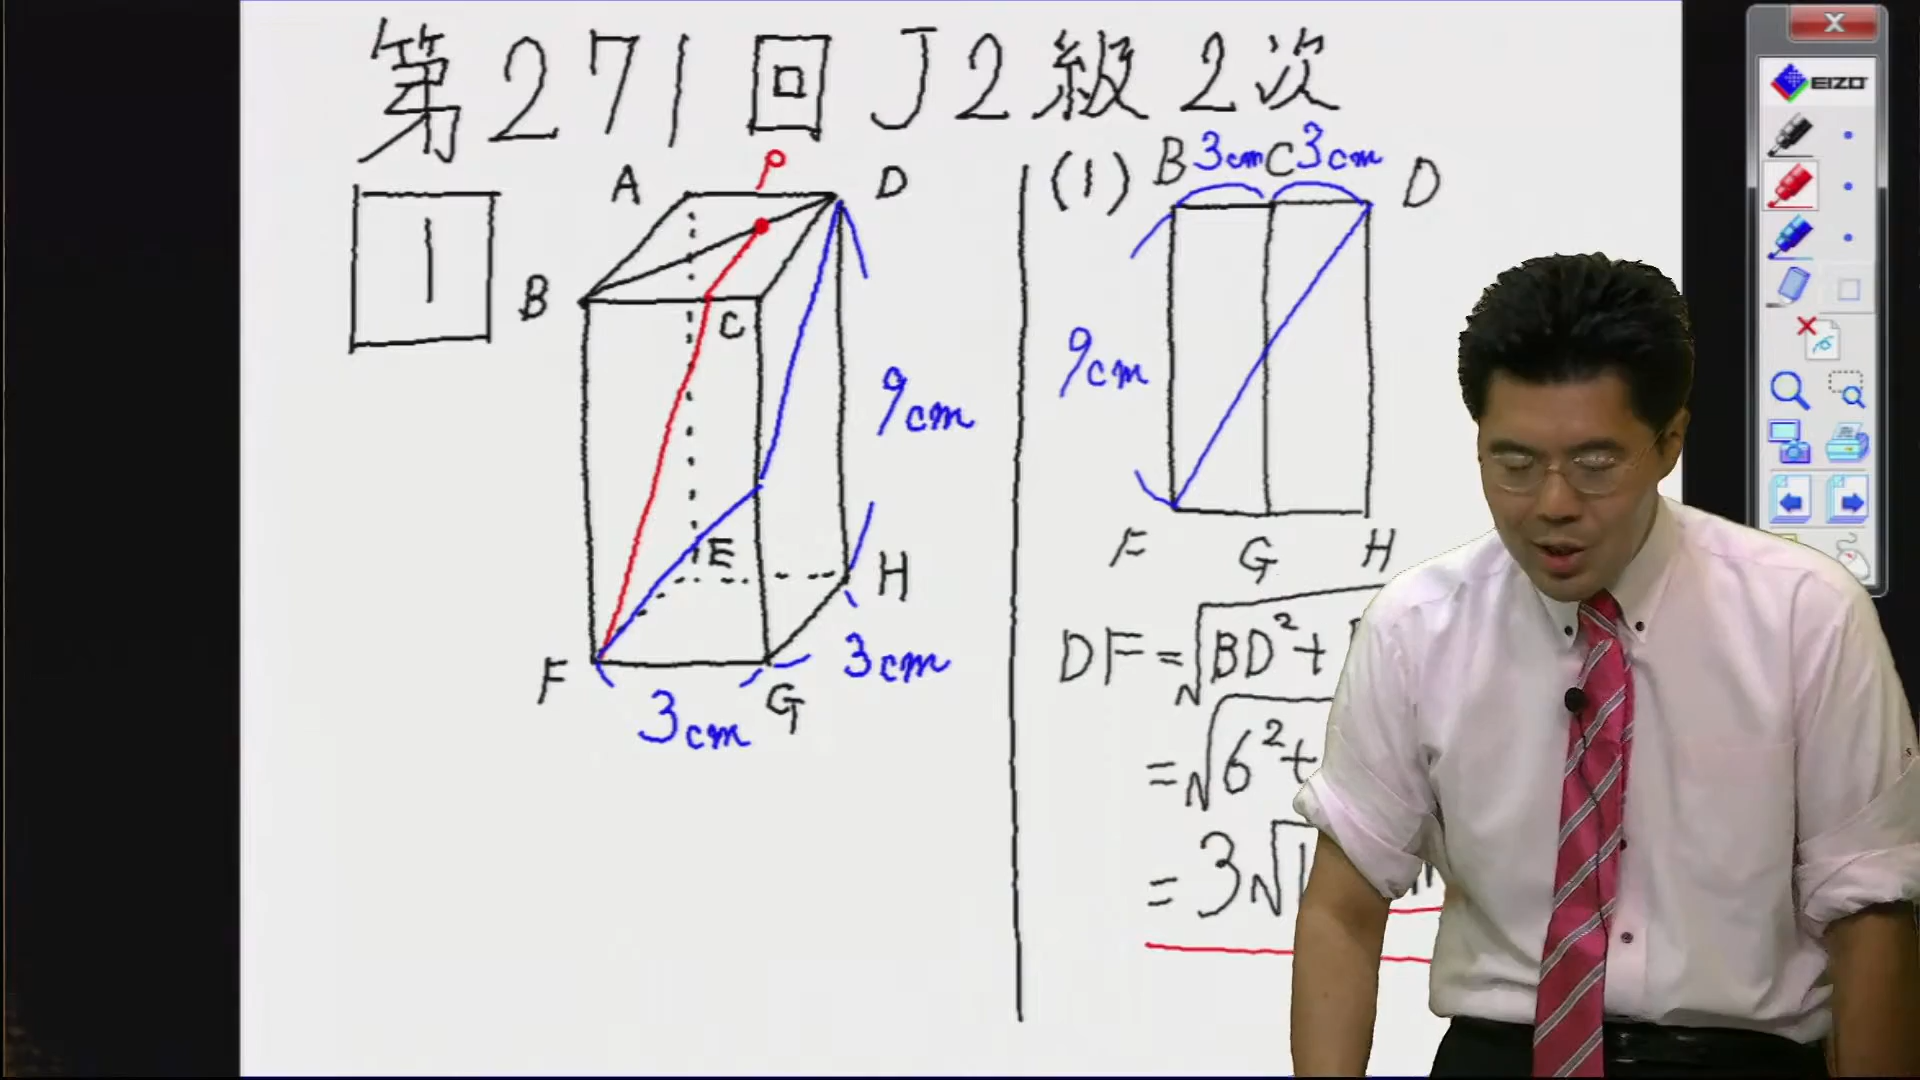 第271回 J2級 2次
1
P
A
D
B
C
9cm
E
H
3cm
F
G
3cm
(1)
B 3cm C 3cm D
9cm
F G H
DF=√BD²+
=√6²+
=3√1
EIZO